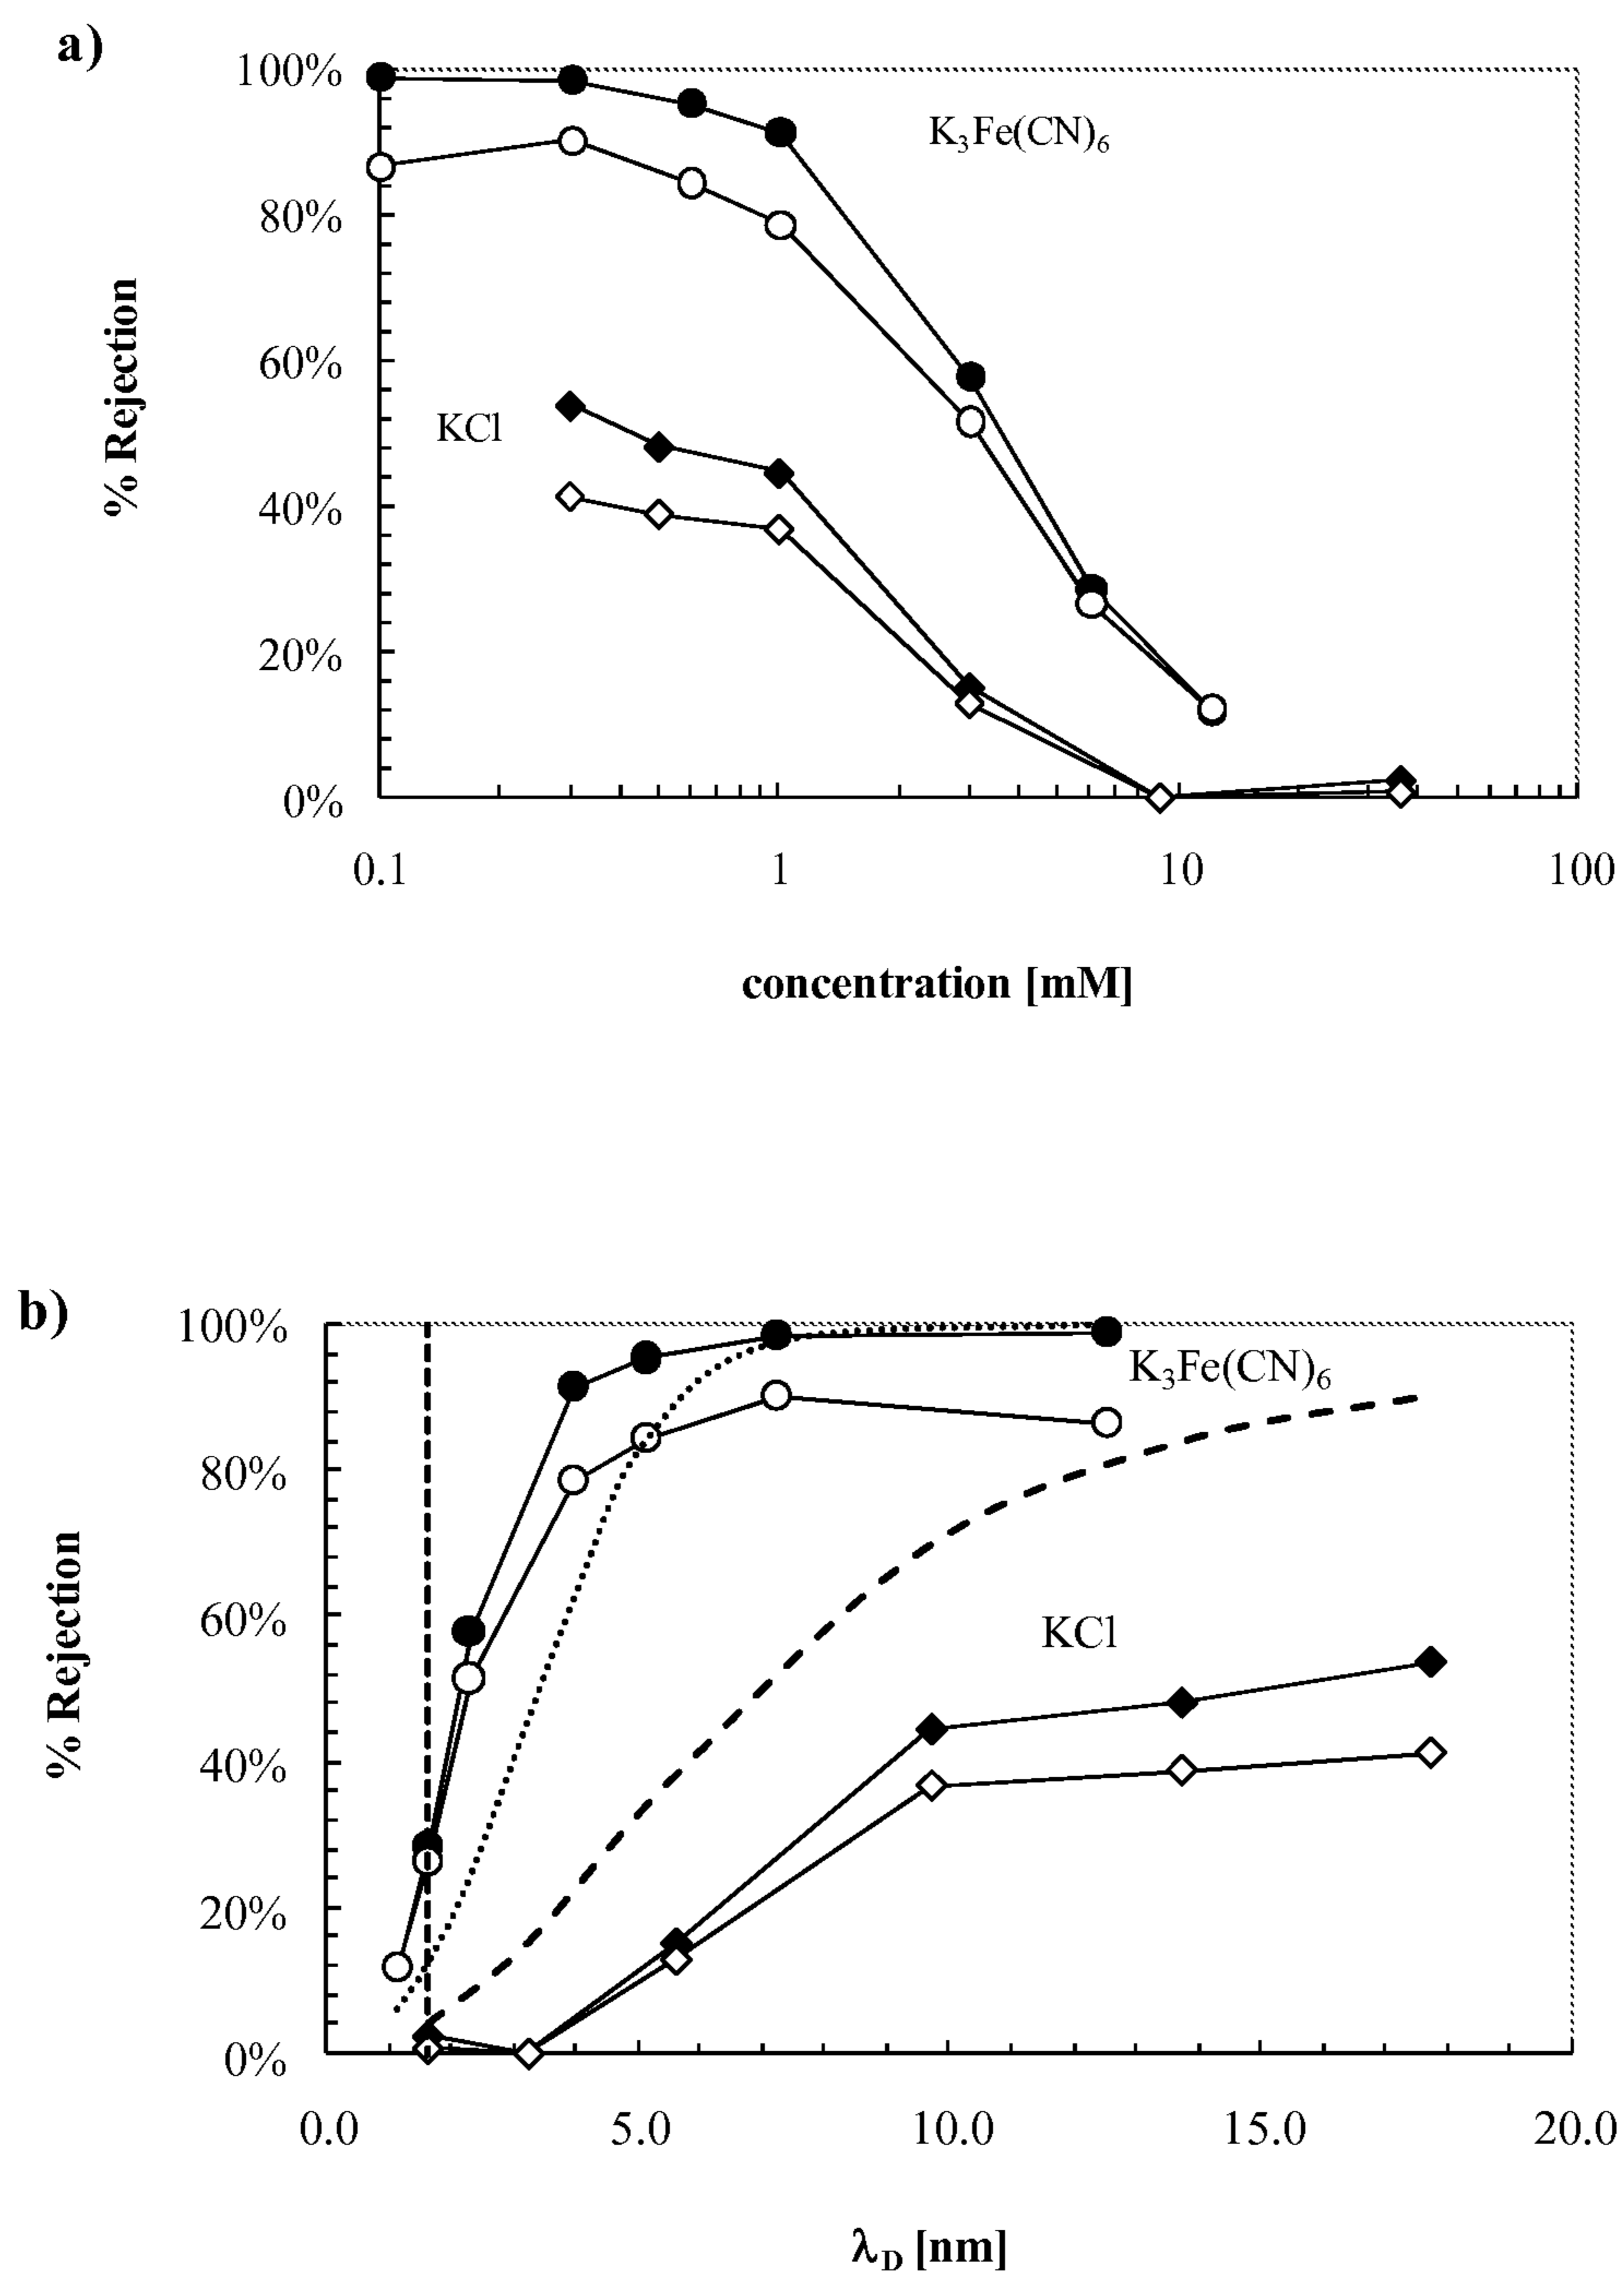 a)
100%
K3Fe(CN)6
80%
60%
KCl
40%
20%
0%
% Rejection
0.1 1 10 100
concentration [mM]
b)
100%
K3Fe(CN)6
80%
60%
KCl
40%
20%
0%
% Rejection
0.0 5.0 10.0 15.0 20.0
λD [nm]